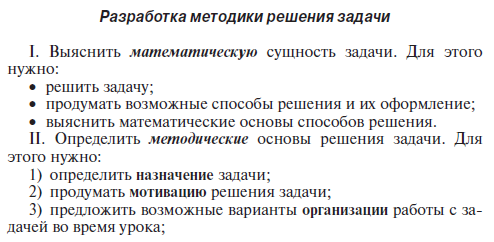 Разработка методики решения задачи
I. Выяснить математическую сущность задачи. Для этого
нужно:
• решить задачу;
• продумать возможные способы решения и их оформление;
• выяснить математические основы способов решения.
II. Определить методические основы решения задачи. Для
этого нужно:
1) определить назначение задачи;
2) продумать мотивацию решения задачи;
3) предложить возможные варианты организации работы с за-
дачей во время урока;